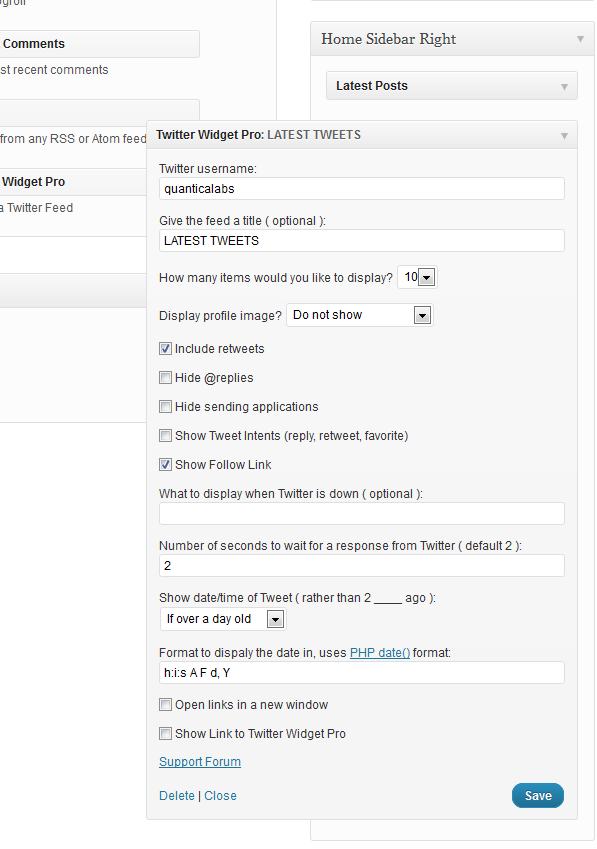 ogroll
Comments
st recent comments
from any RSS or Atom feed
Widget Pro
a Twitter Feed
Home Sidebar Right
Latest Posts
Twitter Widget Pro: LATEST TWEETS
Twitter username:
quanticalabs
Give the feed a title ( optional ):
LATEST TWEETS
How many items would you like to display? 10
Display profile image? Do not show
Include retweets
Hide @replies
Hide sending applications
Show Tweet Intents (reply, retweet, favorite)
Show Follow Link
What to display when Twitter is down ( optional ):
Number of seconds to wait for a response from Twitter ( default 2 ):
2
Show date/time of Tweet ( rather than 2 ____ ago ):
If over a day old
Format to dispaly the date in, uses PHP date() format:
h:i:s A F d, Y
Open links in a new window
Show Link to Twitter Widget Pro
Support Forum
Delete | Close
Save